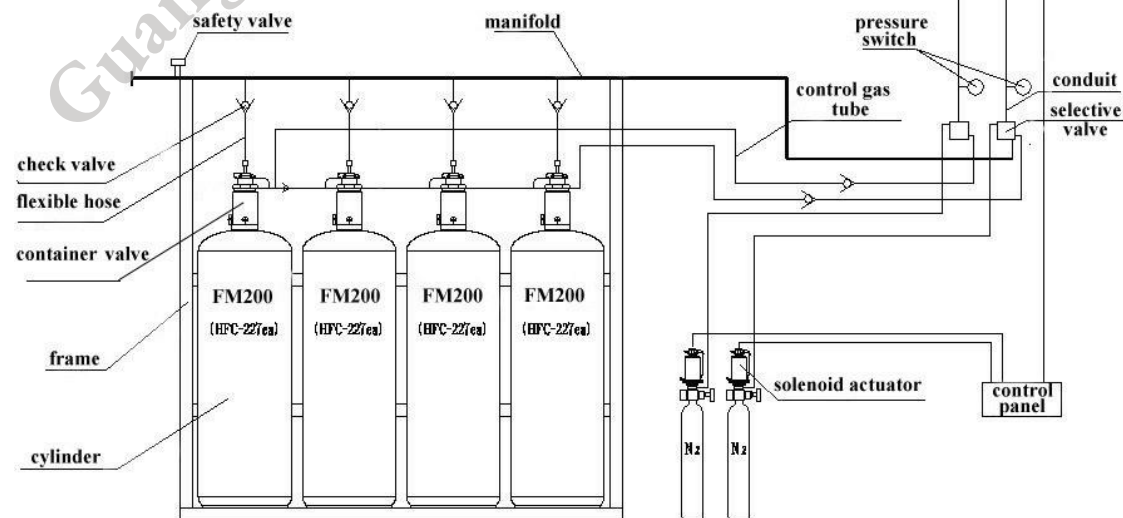 Guang
safety valve
manifold
pressure
switch
control gas
tube
conduit
selective
valve
check valve
flexible hose
container valve
FM200
(HFC-227ea)
FM200
(HFC-227ea)
FM200
(HFC-227ea)
FM200
(HFC-227ea)
frame
solenoid actuator
control
panel
cylinder
N2
N2